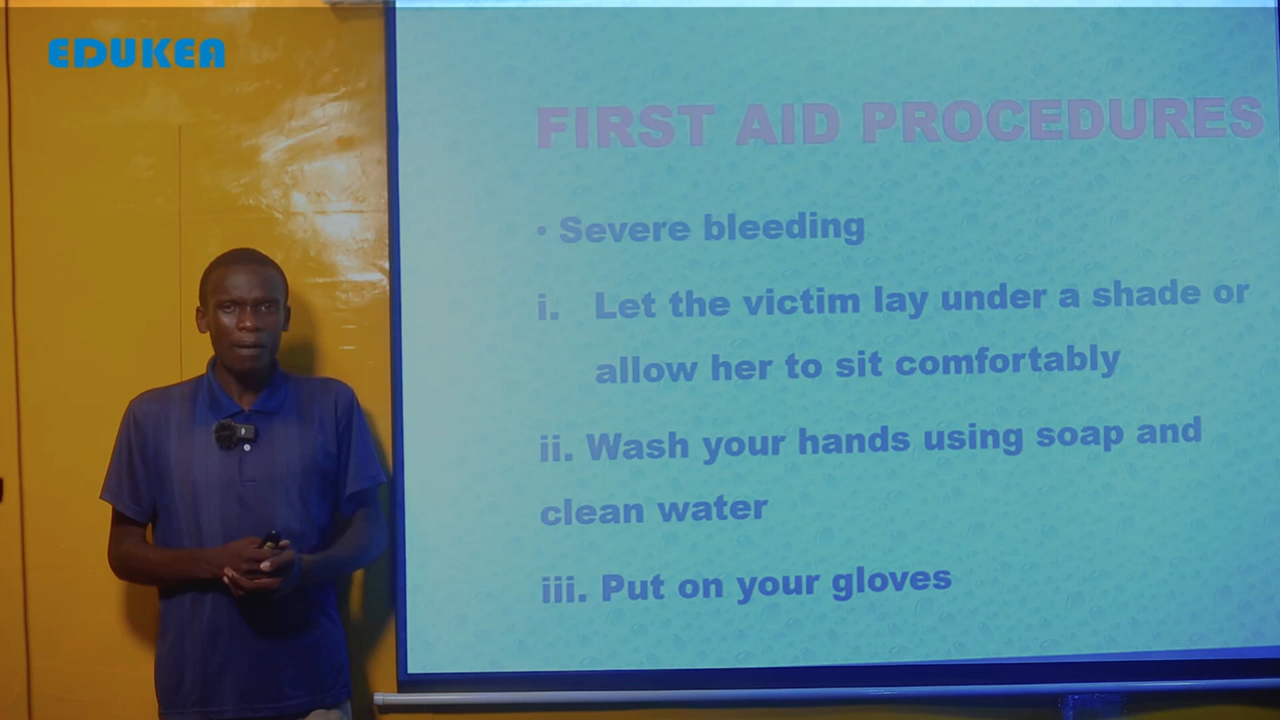 EDUKEA
FIRST AID PROCEDURES
• Severe bleeding
i. Let the victim lay under a shade or
allow her to sit comfortably
ii. Wash your hands using soap and
clean water
iii. Put on your gloves